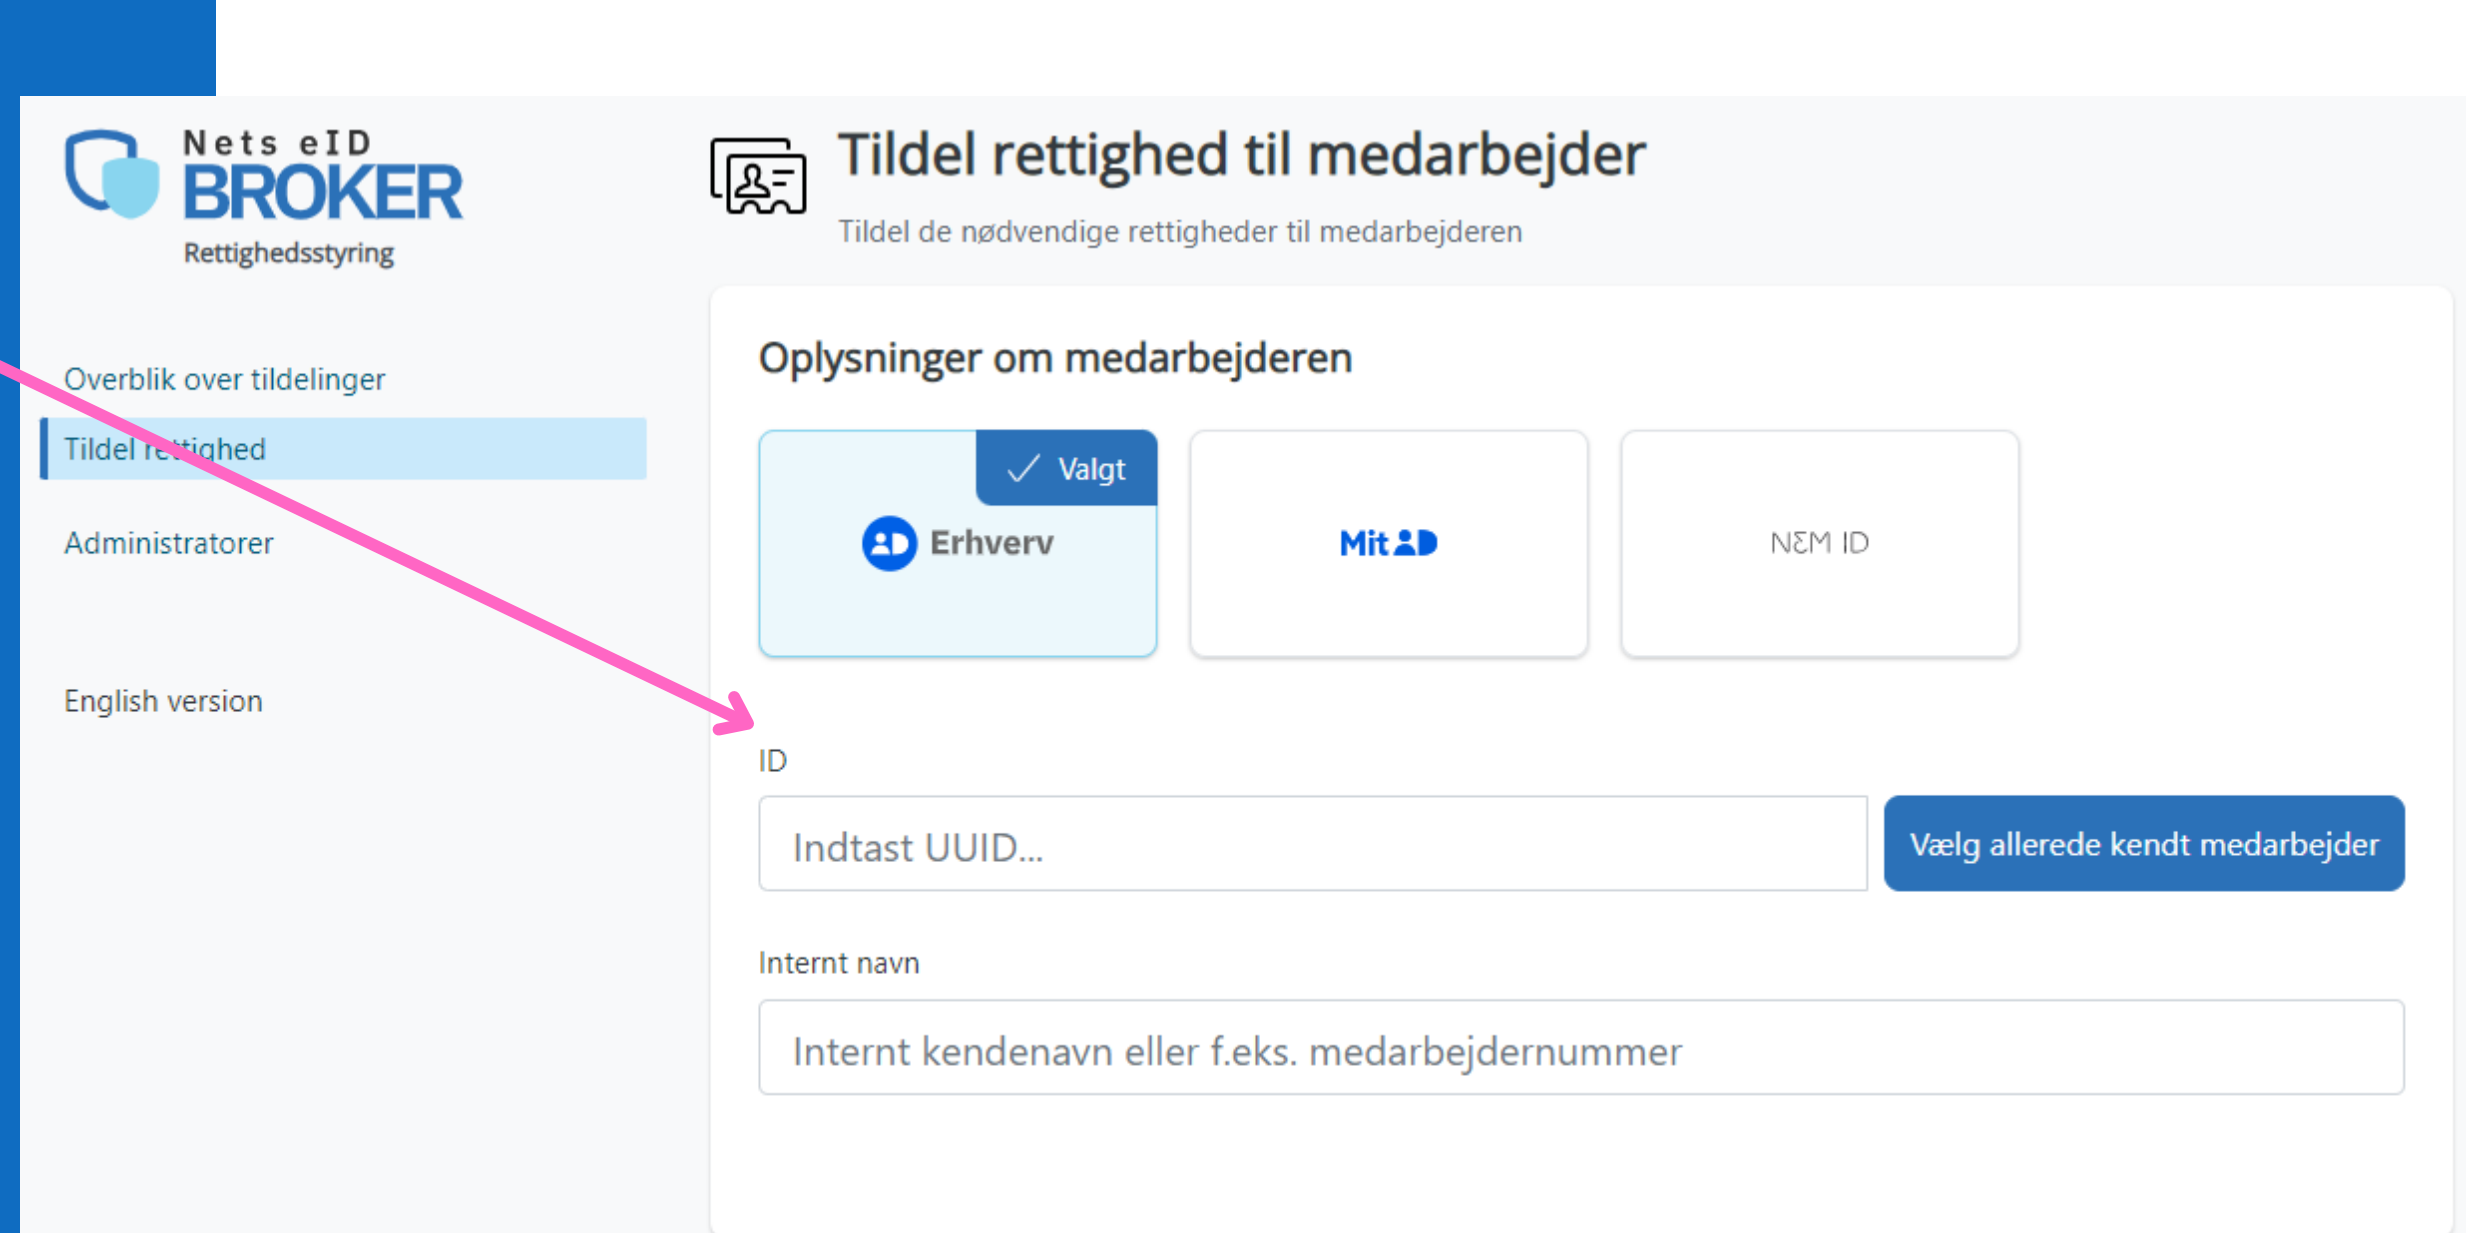 Nets eID
BROKER
Rettighedsstyring
Overblik over tildelinger
Tildel rettighed
Administratorer
English version
Tildel rettighed til medarbejder
Tildel de nødvendige rettigheder til medarbejderen
Oplysninger om medarbejderen
Valgt
Erhverv
MitID
NEM ID
ID
Indtast UUID...
Vælg allerede kendt medarbejder
Internt navn
Internt kendenavn eller f.eks. medarbejdernummer